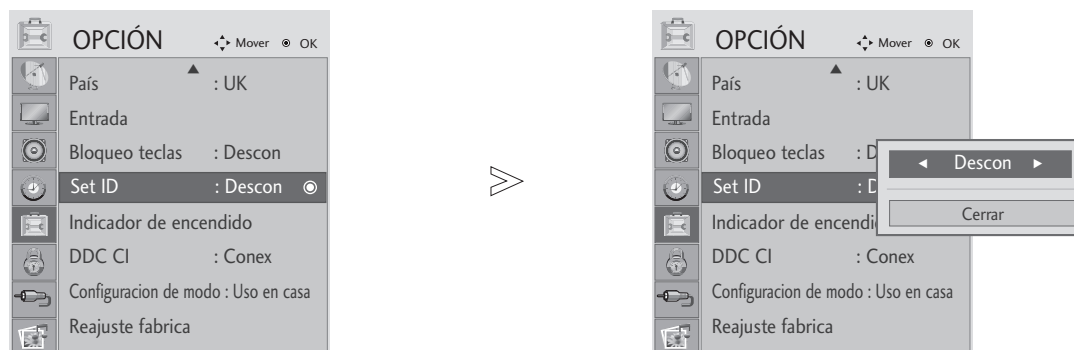 OPCIÓN Mover OK
País : UK
Entrada
Bloqueo teclas : Descon
Set ID : Descon
Indicador de encendido
DDC CI : Conex
Configuracion de modo : Uso en casa
Reajuste fabrica
OPCIÓN Mover OK
País : UK
Entrada
Bloqueo teclas : D
Set ID : D
Indicador de encendi
DDC CI : Conex
Configuracion de modo : Uso en casa
Reajuste fabrica
Descon
Cerrar